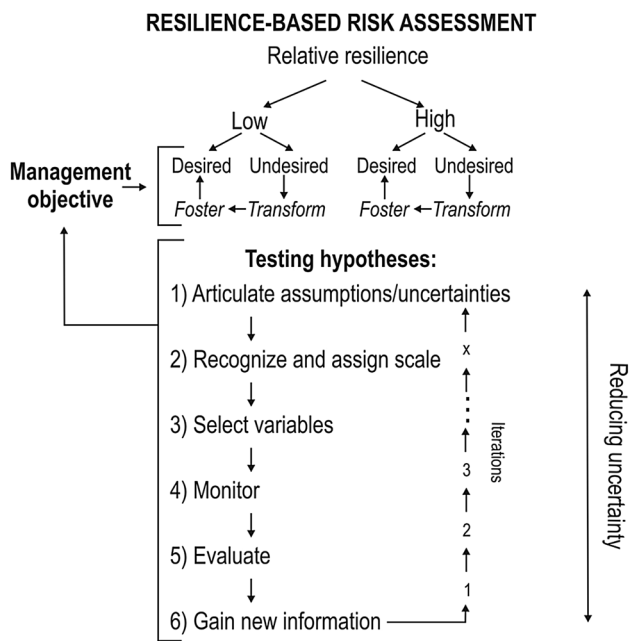 RESILIENCE-BASED RISK ASSESSMENT
Relative resilience
Low High
Desired Undesired Desired Undesired
Management
objective
Foster Transform Foster Transform
Testing hypotheses:
1) Articulate assumptions/uncertainties
2) Recognize and assign scale
3) Select variables
4) Monitor
5) Evaluate
6) Gain new information
x
3
2
1
Iterations
Reducing uncertainty